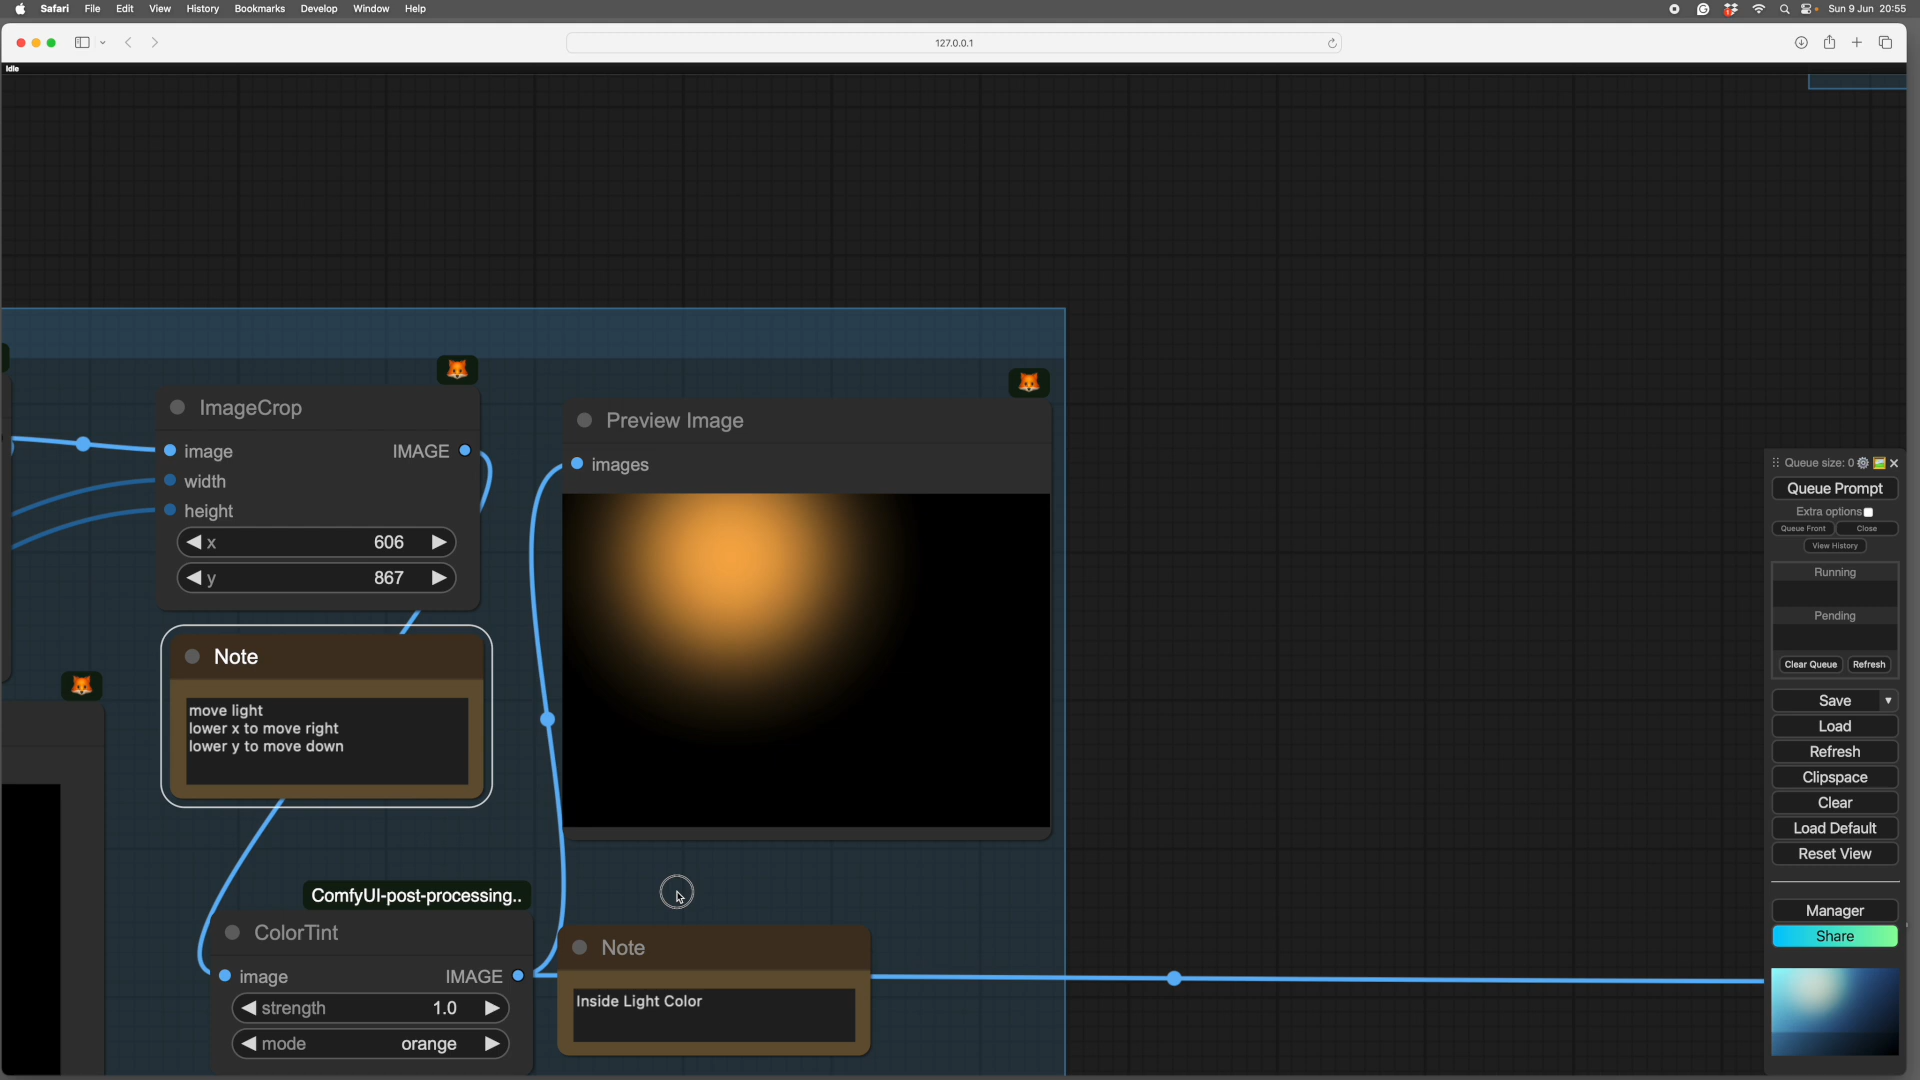 Safari File Edit View History Bookmarks Develop Window Help
Sun 9 Jun 20:55
127.0.0.1
Idle
ImageCrop
image IMAGE
width
height
x 606
y 867
Note
move light
lower x to move right
lower y to move down
Preview Image
images
ComfyUI-post-processing..
ColorTint
image IMAGE
strength 1.0
mode orange
Note
Inside Light Color
Queue size: 0
Queue Prompt
Extra options
Queue Front Close
View History
Running
Pending
Clear Queue Refresh
Save
Load
Refresh
Clipspace
Clear
Load Default
Reset View
Manager
Share